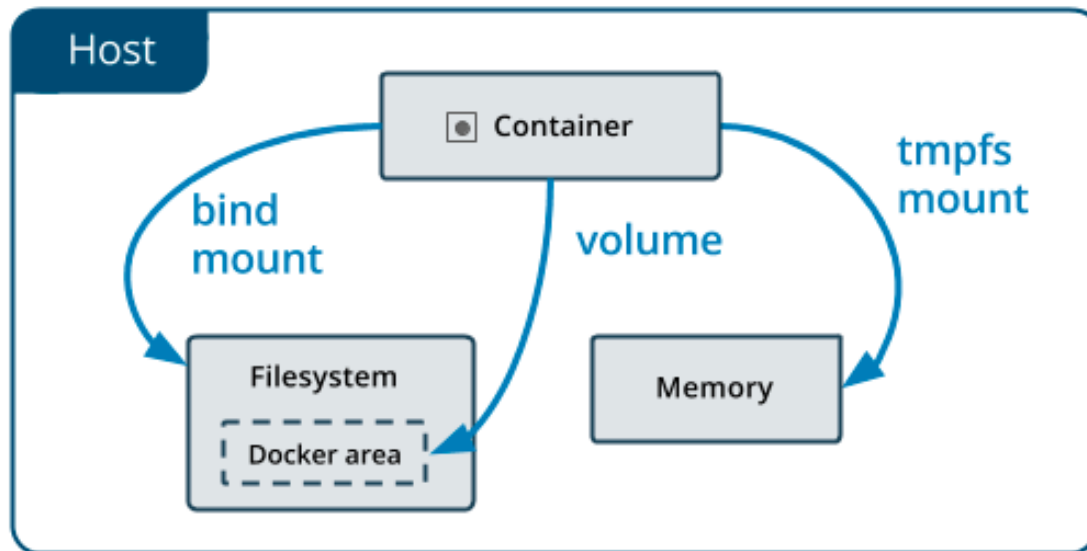 Host
Container
bind
mount
volume
tmpfs
mount
Filesystem
Docker area
Memory